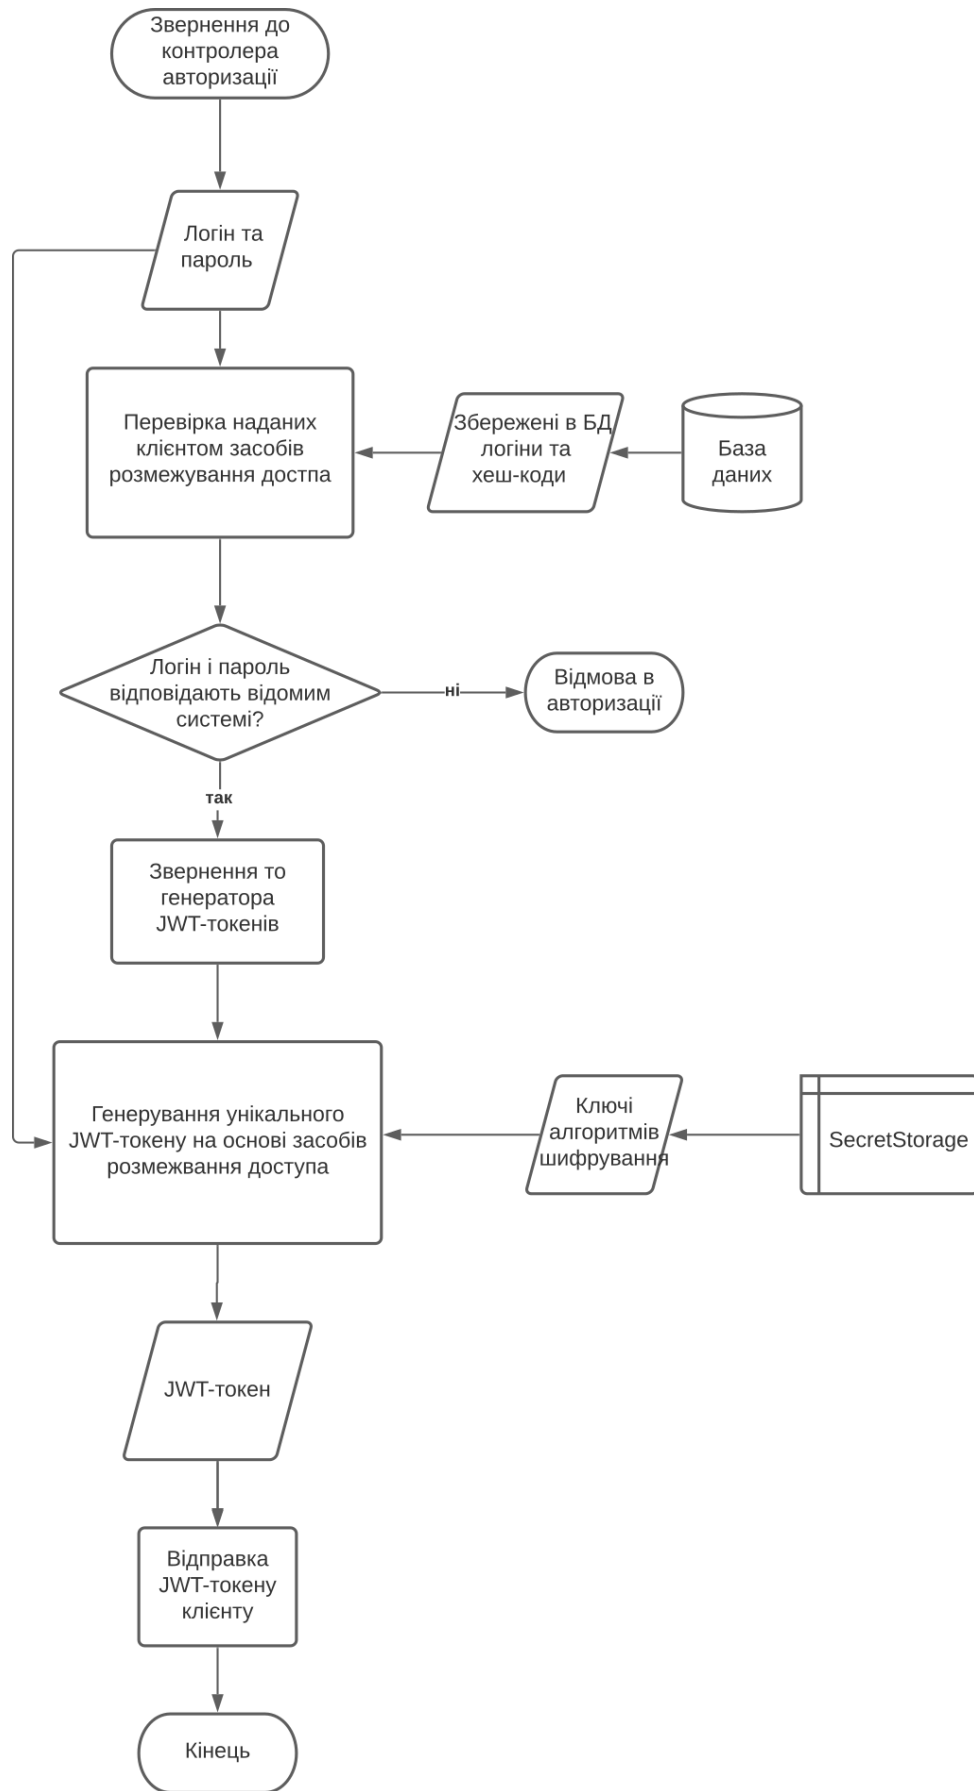 Звернення до
контролера
авторизації
Логін та
пароль
Перевірка наданих
клієнтом засобів
розмежування достпа
Збережені в БД
логіни та
хеш-коди
База
даних
Логін і пароль
відповідають відомим
системі?
ні
Відмова в
авторизації
так
Звернення то
генератора
JWT-токенів
Генерування унікального
JWT-токену на основі засобів
розмежвання доступа
Ключі
алгоритмів
шифрування
SecretStorage
JWT-токен
Відправка
JWT-токену
клієнту
Кінець